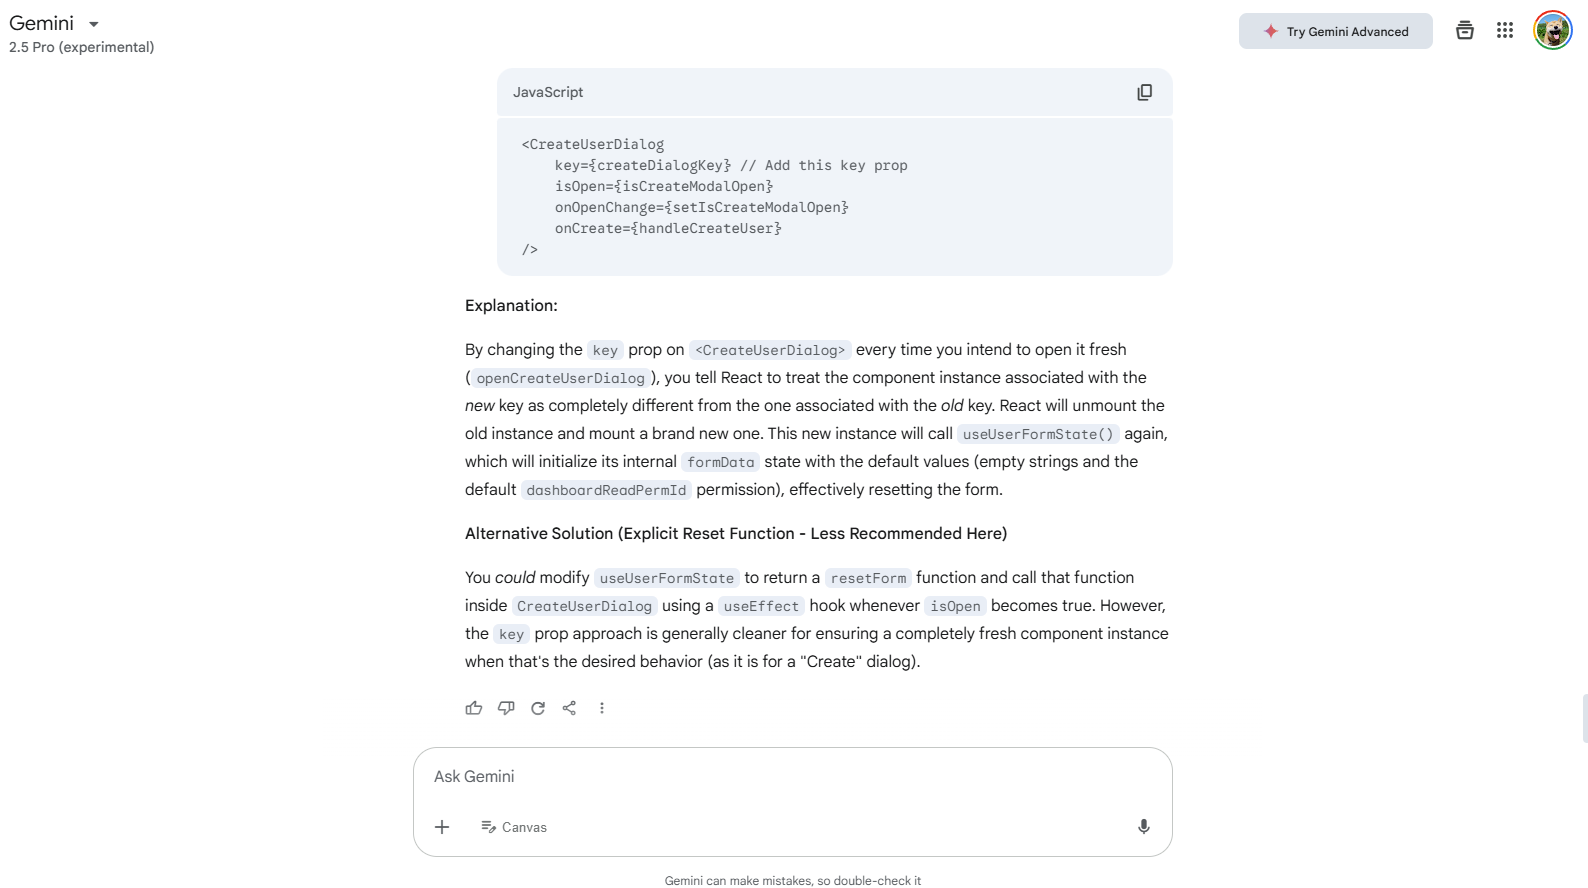 Gemini
2.5 Pro (experimental)
Try Gemini Advanced
JavaScript
<CreateUserDialog
    key={createDialogKey} // Add this key prop
    isOpen={isCreateModalOpen}
    onOpenChange={setIsCreateModalOpen}
    onCreate={handleCreateUser}
/>
Explanation:
By changing the key prop on <CreateUserDialog> every time you intend to open it fresh
(openCreateUserDialog), you tell React to treat the component instance associated with the
new key as completely different from the one associated with the old key. React will unmount the
old instance and mount a brand new one. This new instance will call useUserFormState() again,
which will initialize its internal formData state with the default values (empty strings and the
default dashboardReadPermId permission), effectively resetting the form.
Alternative Solution (Explicit Reset Function - Less Recommended Here)
You could modify useUserFormState to return a resetForm function and call that function
inside CreateUserDialog using a useEffect hook whenever isOpen becomes true. However,
the key prop approach is generally cleaner for ensuring a completely fresh component instance
when that's the desired behavior (as it is for a "Create" dialog).
Ask Gemini
Canvas
Gemini can make mistakes, so double-check it